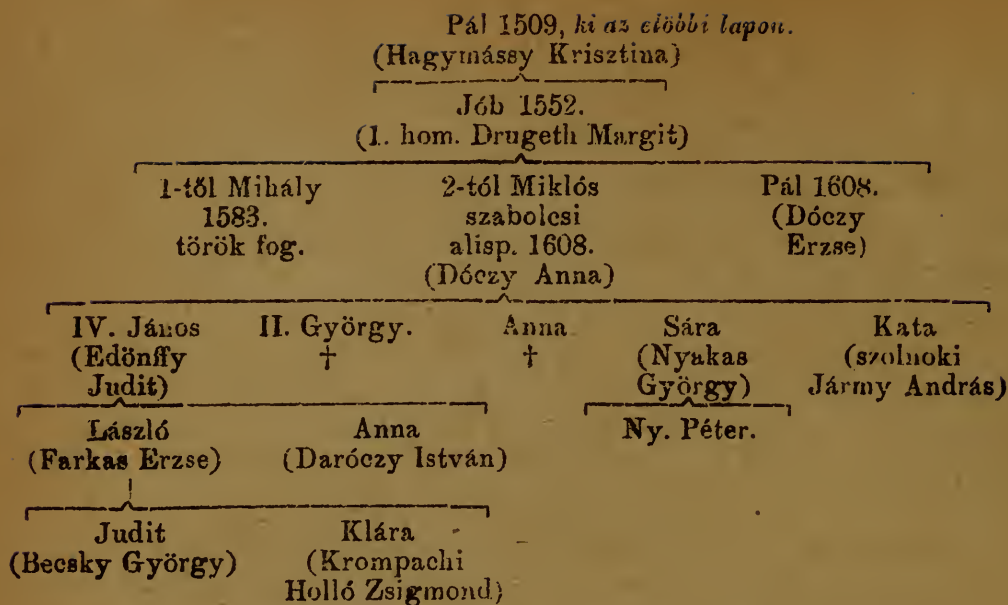 Pál 1509, ki az előbbi lapon.
(Hagymássy Krisztina)
Jób 1552.
(1. hom. Drugeth Margit)
1-től Mihály 2-tól Miklós Pál 1608.
1583. szabolcsi (Dóczy
török fog. alisp. 1608. Erzse)
(Dóczy Anna)
IV. János II. György. Anna Sára Kata
(Edönffy † † (Nyakas (szolnoki
Judit) György) Jármy András)
László Anna Ny. Péter.
(Farkas Erzse) (Daróczy István)
Judit Klára
(Becsky György) (Krompachi
Holló Zsigmond)